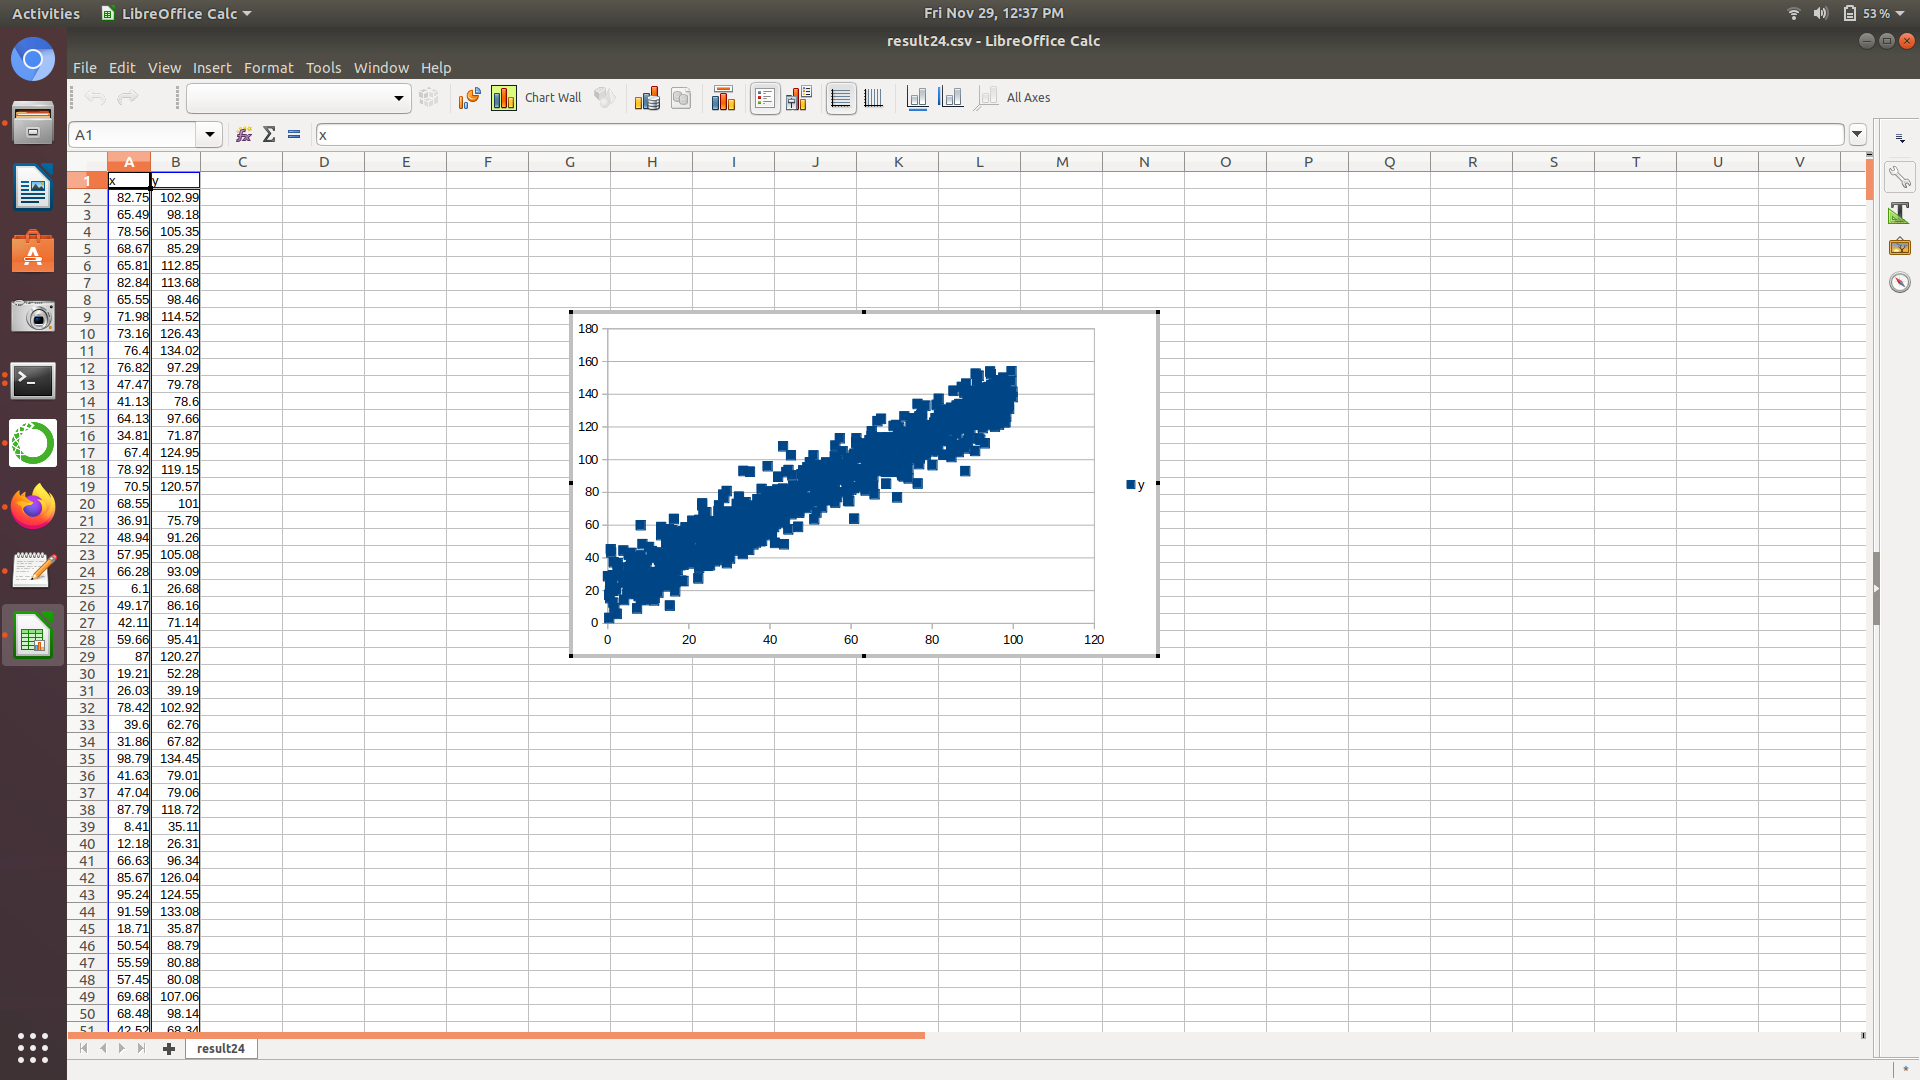 Activities LibreOffice Calc Fri Nov 29, 12:37 PM 53 %
result24.csv - LibreOffice Calc
File Edit View Insert Format Tools Window Help
Chart Wall All Axes
A1 fx Σ = x
A B C D E F G H I J K L M N O P Q R S T U V
1 x y
2 82.75 102.99
3 65.49 98.18
4 78.56 105.35
5 68.67 85.29
6 65.81 112.85
7 82.84 113.68
8 65.55 98.46
9 71.98 114.52
10 73.16 126.43
11 76.4 134.02
12 76.82 97.29
13 47.47 79.78
14 41.13 78.6
15 64.13 97.66
16 34.81 71.87
17 67.4 124.95
18 78.92 119.15
19 70.5 120.57
20 68.55 101
21 36.91 75.79
22 48.94 91.26
23 57.95 105.08
24 66.28 93.09
25 6.1 26.68
26 49.17 86.16
27 42.11 71.14
28 59.66 95.41
29 87 120.27
30 19.21 52.28
31 26.03 39.19
32 78.42 102.92
33 39.6 62.76
34 31.86 67.82
35 98.79 134.45
36 41.63 79.01
37 47.04 79.06
38 87.79 118.72
39 8.41 35.11
40 12.18 26.31
41 66.63 96.34
42 85.67 126.04
43 95.24 124.55
44 91.59 133.08
45 18.71 35.87
46 50.54 88.79
47 55.59 80.88
48 57.45 80.08
49 69.68 107.06
50 68.48 98.14
51 42.52 68.34
180
160
140
120
100
80
60
40
20
0
0 20 40 60 80 100 120
y
result24